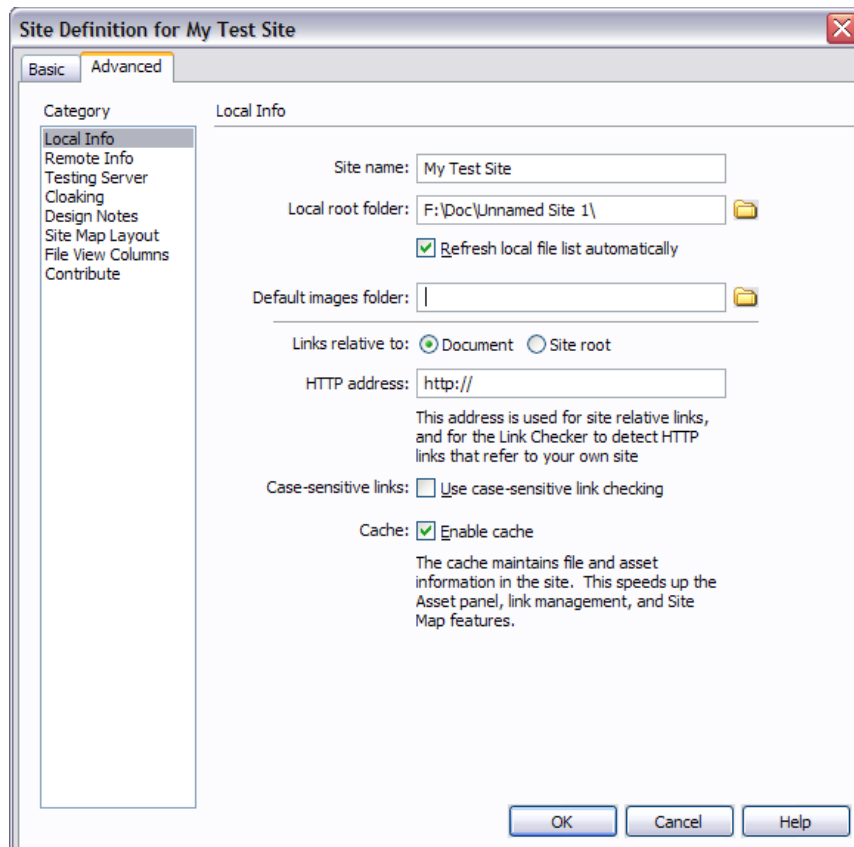 Site Definition for My Test Site
Basic
Advanced
Category
Local Info
Remote Info
Testing Server
Cloaking
Design Notes
Site Map Layout
File View Columns
Contribute
Local Info
Site name: My Test Site
Local root folder: F:\Doc\Unnamed Site 1\
Refresh local file list automatically
Default images folder:
Links relative to: Document Site root
HTTP address: http://
This address is used for site relative links,
and for the Link Checker to detect HTTP
links that refer to your own site
Case-sensitive links: Use case-sensitive link checking
Cache: Enable cache
The cache maintains file and asset
information in the site. This speeds up the
Asset panel, link management, and Site
Map features.
OK Cancel Help